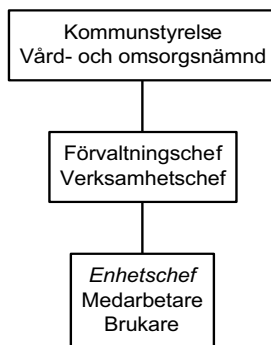 Kommunstyrelse
Vård- och omsorgsnämnd
Förvaltningschef
Verksamhetschef
Enhetschef
Medarbetare
Brukare